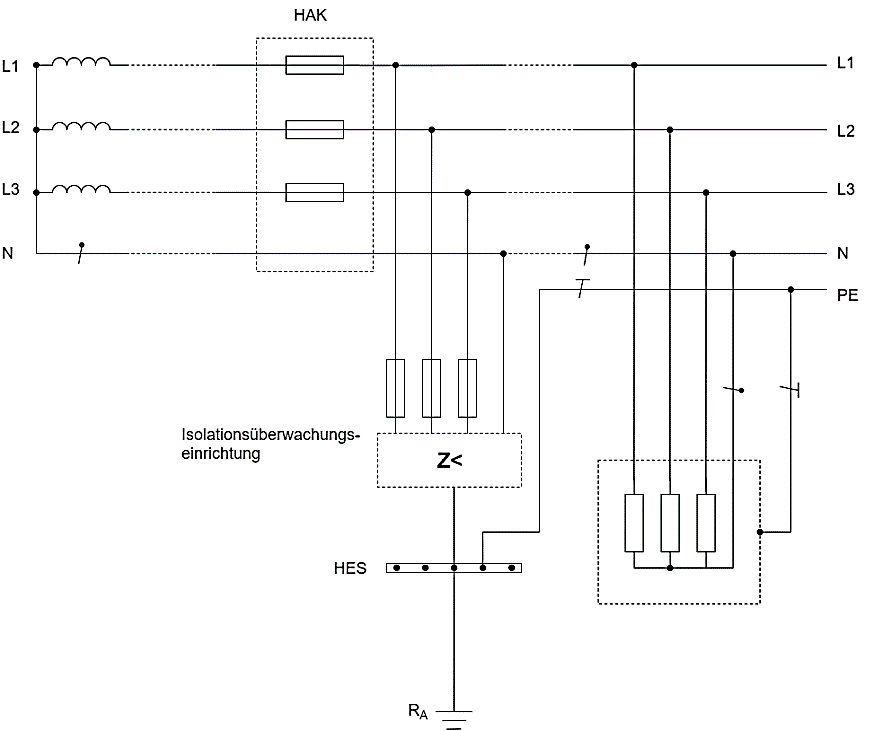 HAK
L1
L1
L2
L2
L3
L3
N
N
PE
Isolationsüberwachungs-
einrichtung
Z<
HES
RA